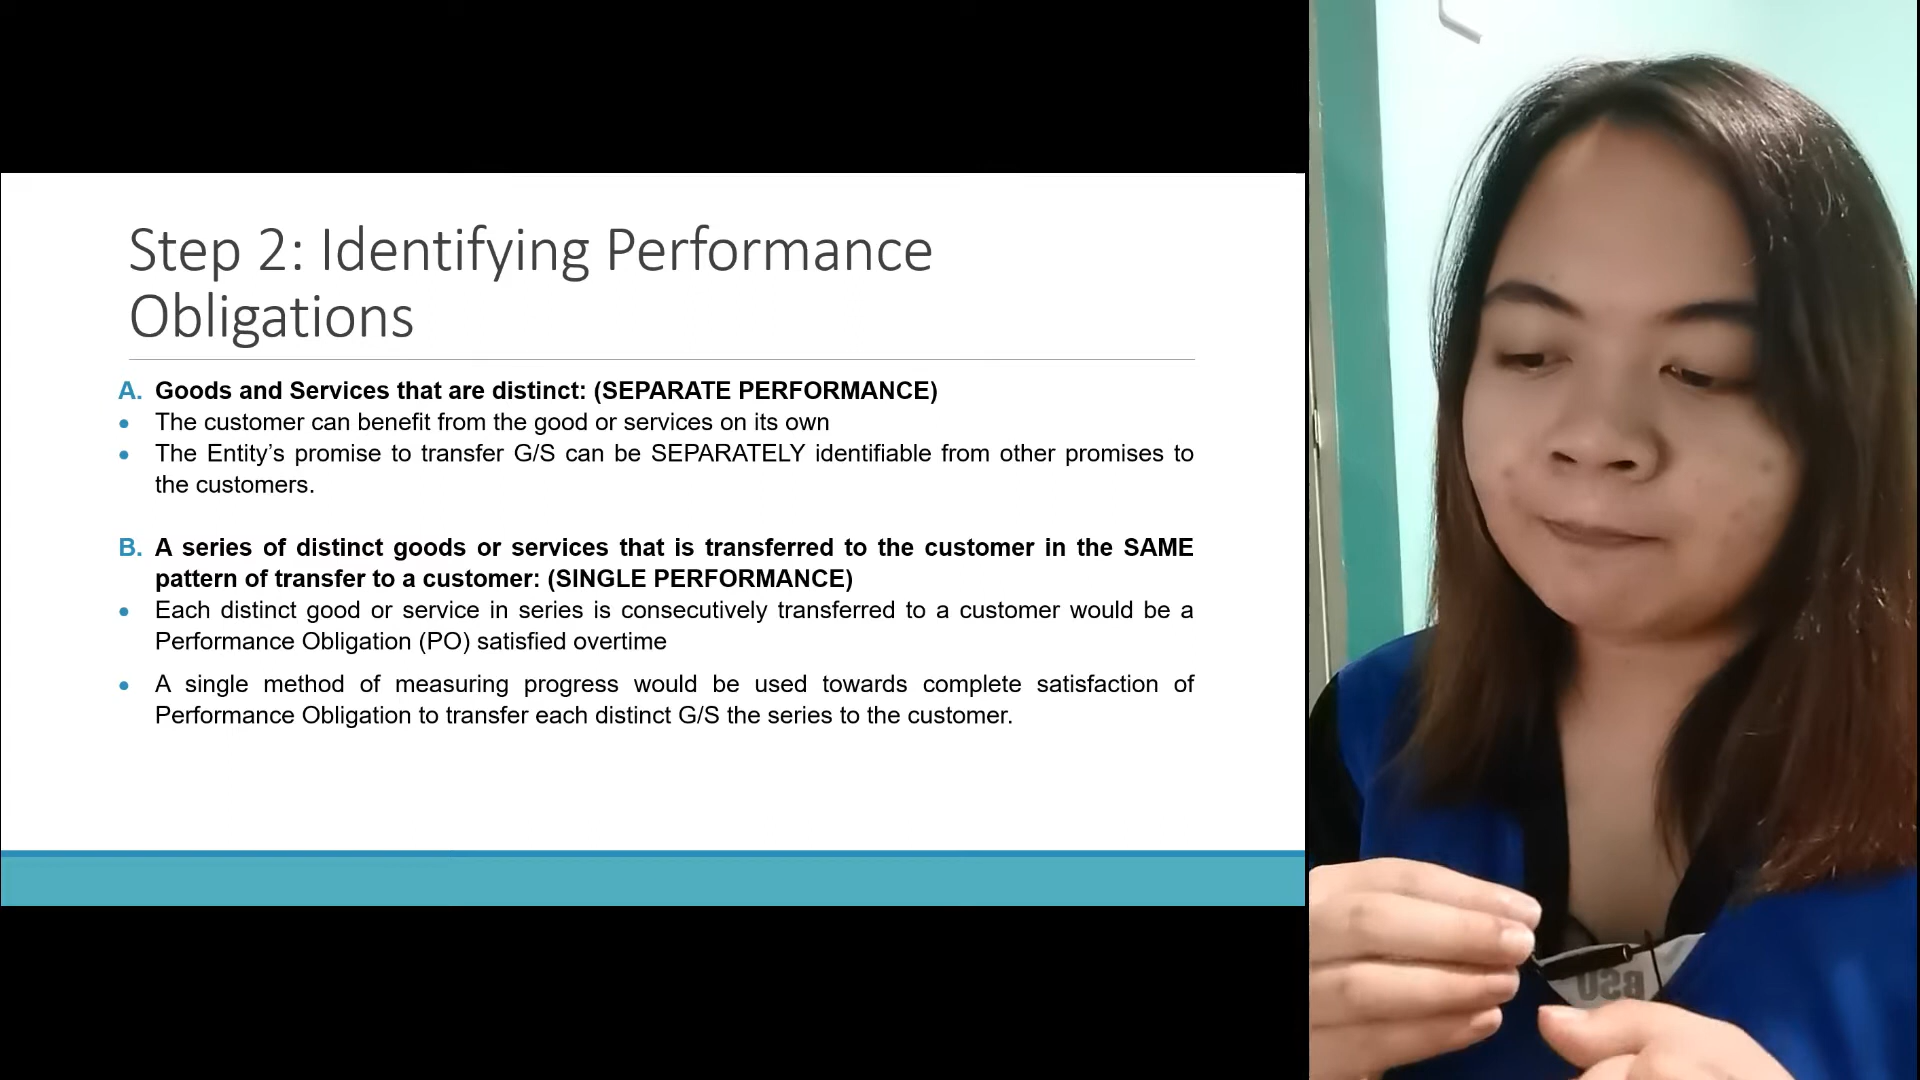 Step 2: Identifying Performance
Obligations
A. Goods and Services that are distinct: (SEPARATE PERFORMANCE)
• The customer can benefit from the good or services on its own
• The Entity’s promise to transfer G/S can be SEPARATELY identifiable from other promises to
the customers.
B. A series of distinct goods or services that is transferred to the customer in the SAME
pattern of transfer to a customer: (SINGLE PERFORMANCE)
• Each distinct good or service in series is consecutively transferred to a customer would be a
Performance Obligation (PO) satisfied overtime
• A single method of measuring progress would be used towards complete satisfaction of
Performance Obligation to transfer each distinct G/S the series to the customer.
BSU